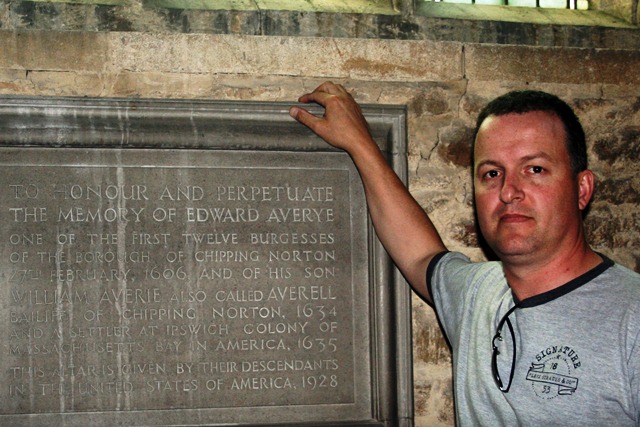 TO HONOUR AND PERPETUATE
THE MEMORY OF EDWARD AVERYE
ONE OF THE FIRST TWELVE BURGESSES
OF THE BOROUGH OF CHIPPING NORTON
27TH FEBRUARY, 1606, AND OF HIS SON
WILLIAM AVERIE ALSO CALLED AVERELL
BAILIFF OF CHIPPING NORTON, 1634
AND A SETTLER AT IPSWICH COLONY OF
MASSACHUSETTS BAY IN AMERICA, 1635
THIS ALTAR IS GIVEN BY THEIR DESCENDANTS
IN THE UNITED STATES OF AMERICA, 1928
SIGNATURE
18
53